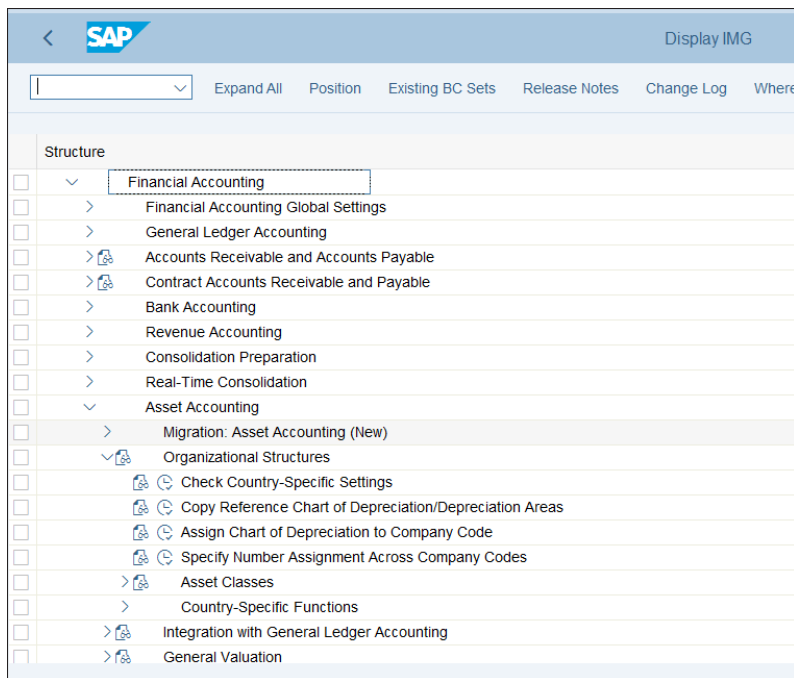 SAP
Display IMG
Expand All Position Existing BC Sets Release Notes Change Log Where
Structure
Financial Accounting
Financial Accounting Global Settings
General Ledger Accounting
Accounts Receivable and Accounts Payable
Contract Accounts Receivable and Payable
Bank Accounting
Revenue Accounting
Consolidation Preparation
Real-Time Consolidation
Asset Accounting
Migration: Asset Accounting (New)
Organizational Structures
Check Country-Specific Settings
Copy Reference Chart of Depreciation/Depreciation Areas
Assign Chart of Depreciation to Company Code
Specify Number Assignment Across Company Codes
Asset Classes
Country-Specific Functions
Integration with General Ledger Accounting
General Valuation